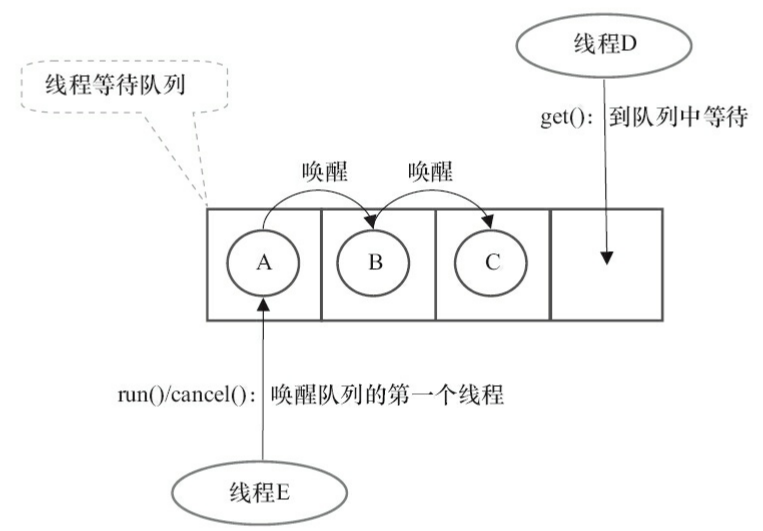 线程D
线程等待队列
get()：到队列中等待
唤醒 唤醒
A B C
run()/cancel()：唤醒队列的第一个线程
线程E